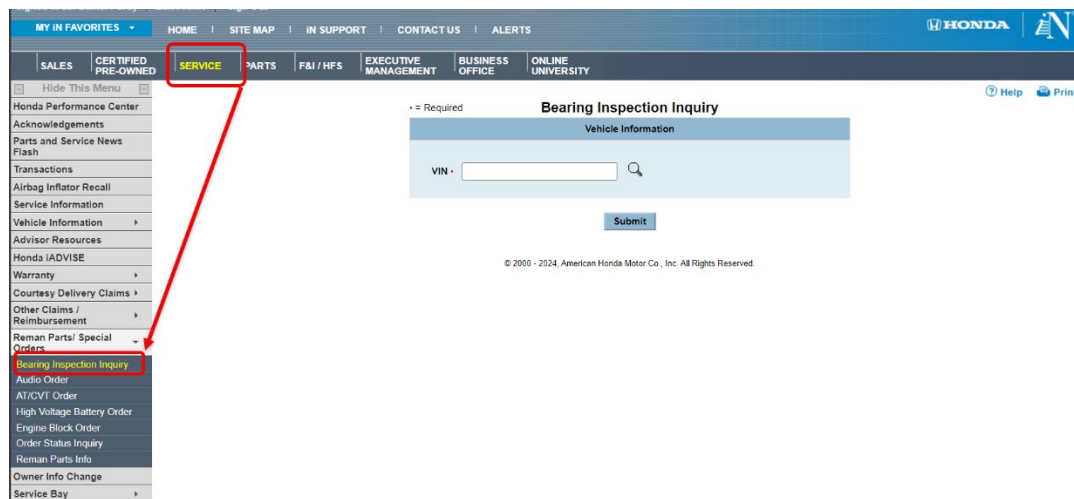 MY iN FAVORITES
HOME | SITE MAP | iN SUPPORT | CONTACT US | ALERTS
HONDA
iN
SALES
CERTIFIED
PRE-OWNED
SERVICE
PARTS
F&I / HFS
EXECUTIVE
MANAGEMENT
BUSINESS
OFFICE
ONLINE
UNIVERSITY
Hide This Menu
Help Prin
Honda Performance Center
Acknowledgements
Parts and Service News
Flash
Transactions
Airbag Inflator Recall
Service Information
Vehicle Information
Advisor Resources
Honda iADVISE
Warranty
Courtesy Delivery Claims
Other Claims /
Reimbursement
Reman Parts/ Special
Orders
Bearing Inspection Inquiry
Audio Order
AT/CVT Order
High Voltage Battery Order
Engine Block Order
Order Status Inquiry
Reman Parts Info
Owner Info Change
Service Bay
• = Required
Bearing Inspection Inquiry
Vehicle Information
VIN •
Submit
© 2000 - 2024, American Honda Motor Co., Inc. All Rights Reserved.